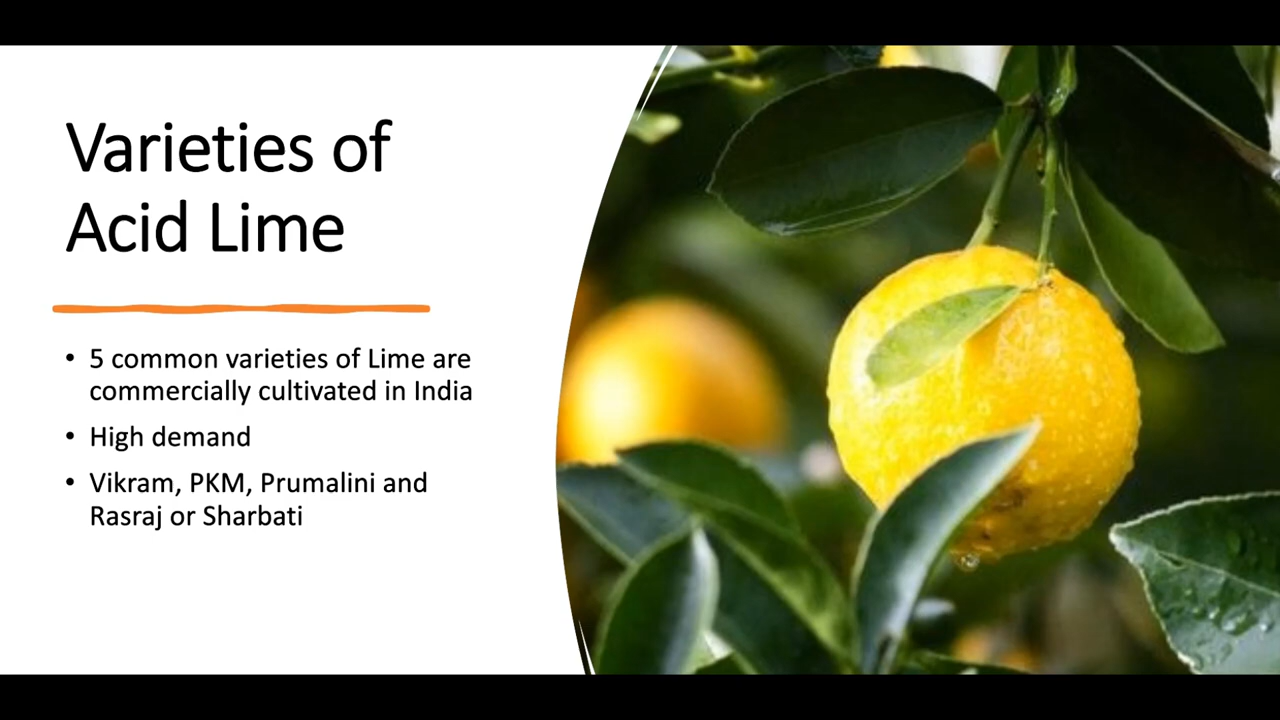 Varieties of
Acid Lime
• 5 common varieties of Lime are
commercially cultivated in India
• High demand
• Vikram, PKM, Prumalini and
Rasraj or Sharbati